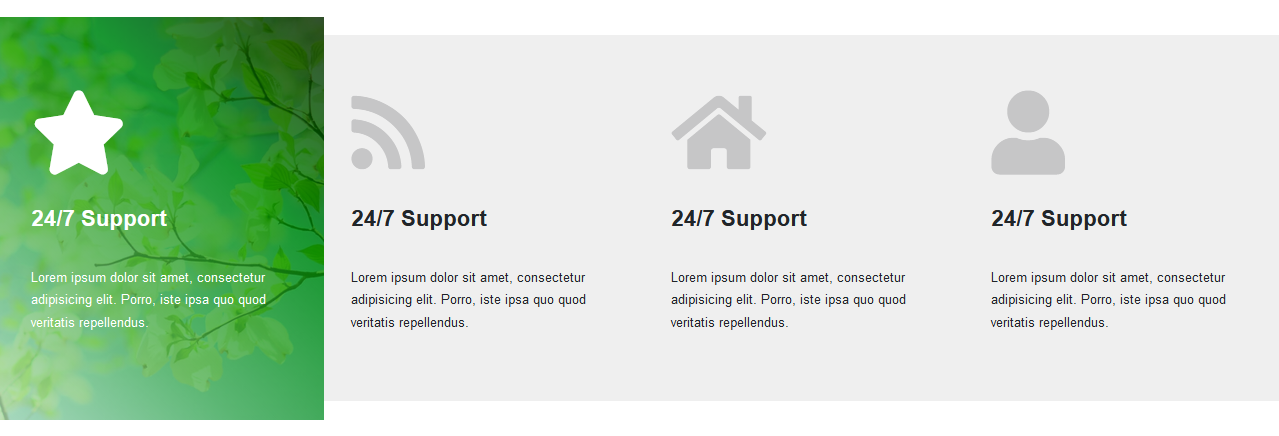 24/7 Support
Lorem ipsum dolor sit amet, consectetur
adipisicing elit. Porro, iste ipsa quo quod
veritatis repellendus.
24/7 Support
Lorem ipsum dolor sit amet, consectetur
adipisicing elit. Porro, iste ipsa quo quod
veritatis repellendus.
24/7 Support
Lorem ipsum dolor sit amet, consectetur
adipisicing elit. Porro, iste ipsa quo quod
veritatis repellendus.
24/7 Support
Lorem ipsum dolor sit amet, consectetur
adipisicing elit. Porro, iste ipsa quo quod
veritatis repellendus.